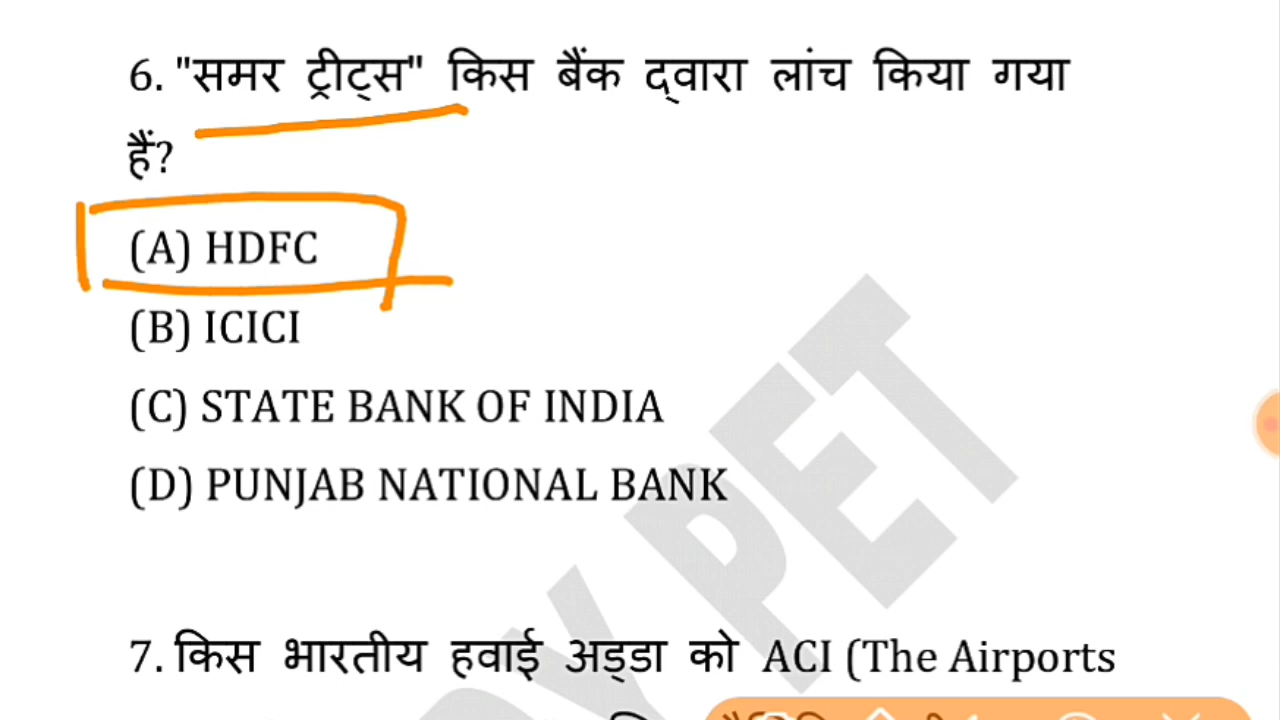 6. "समर ट्रीट्स" किस बैंक द्वारा लांच किया गया
हैं?
(A) HDFC
(B) ICICI
(C) STATE BANK OF INDIA
(D) PUNJAB NATIONAL BANK
7. किस भारतीय हवाई अड्डा को ACI (The Airports
PET